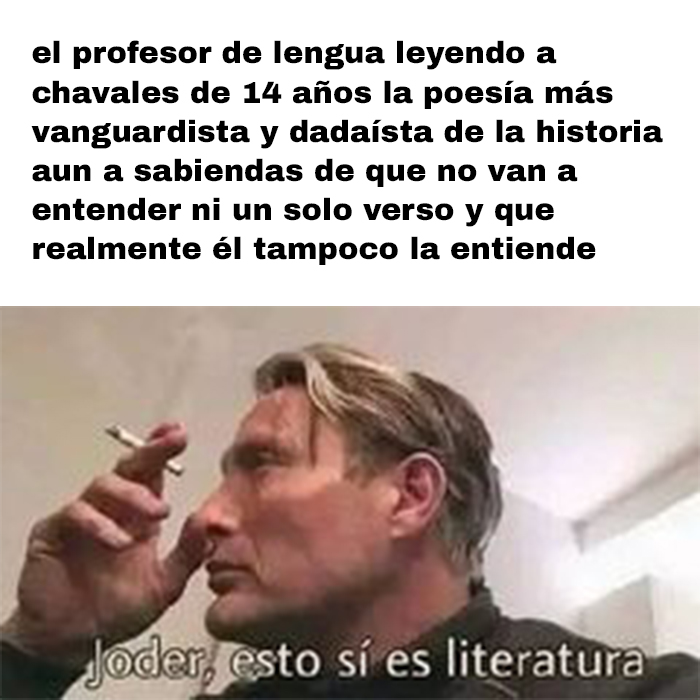 el profesor de lengua leyendo a
chavales de 14 años la poesía más
vanguardista y dadaísta de la historia
aun a sabiendas de que no van a
entender ni un solo verso y que
realmente él tampoco la entiende
Joder, esto sí es literatura